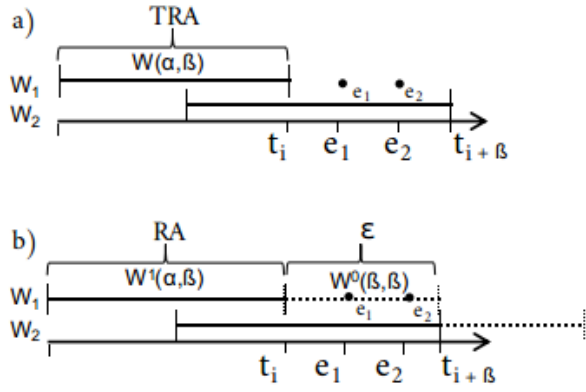 a)
TRA
W(α,ß)
W₁
e₁ e₂
W₂
tᵢ e₁ e₂ tᵢ ₊ ß
b)
RA ε
W¹(α,ß) W⁰(ß,ß)
W₁
e₁ e₂
W₂
tᵢ e₁ e₂ tᵢ ₊ ß